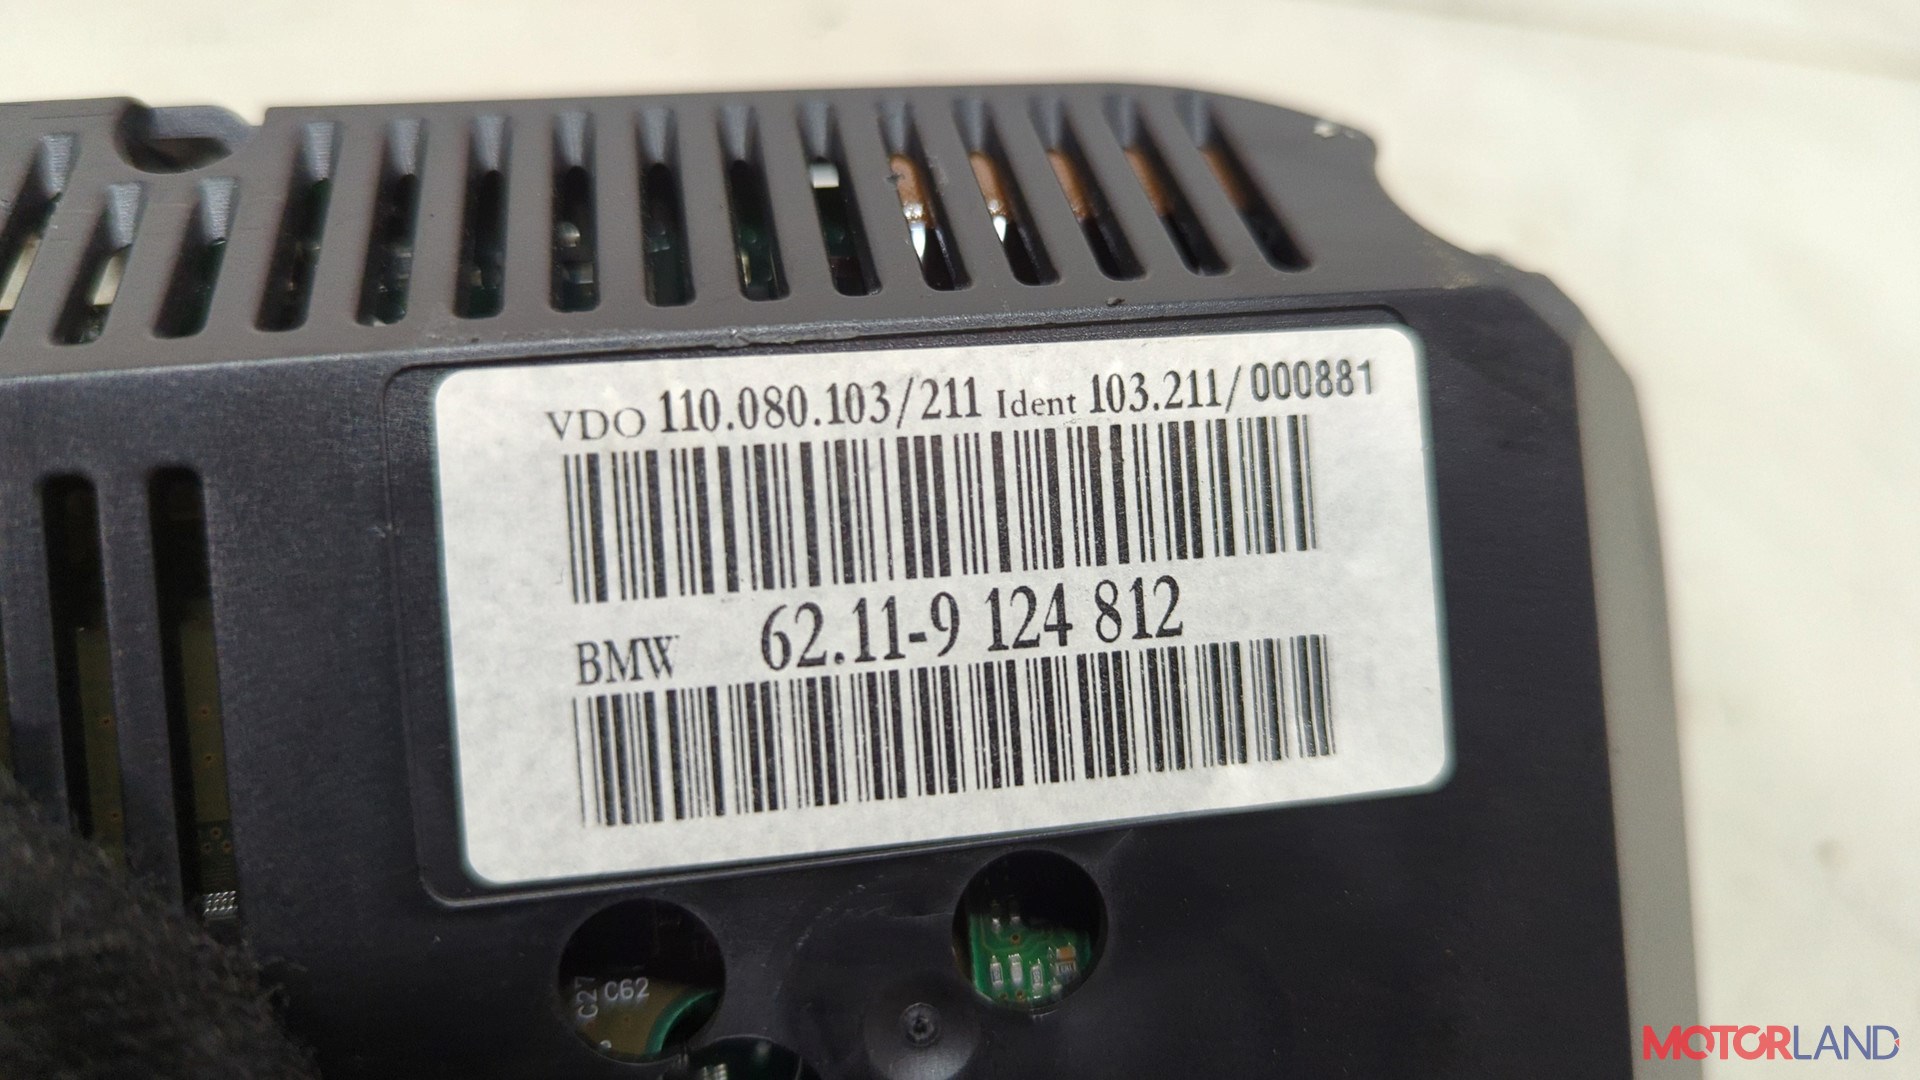 VDO 110.080.103/211 Ident 103.211/000881
BMW 62.11-9 124 812
C27 C62
MOTORLAND